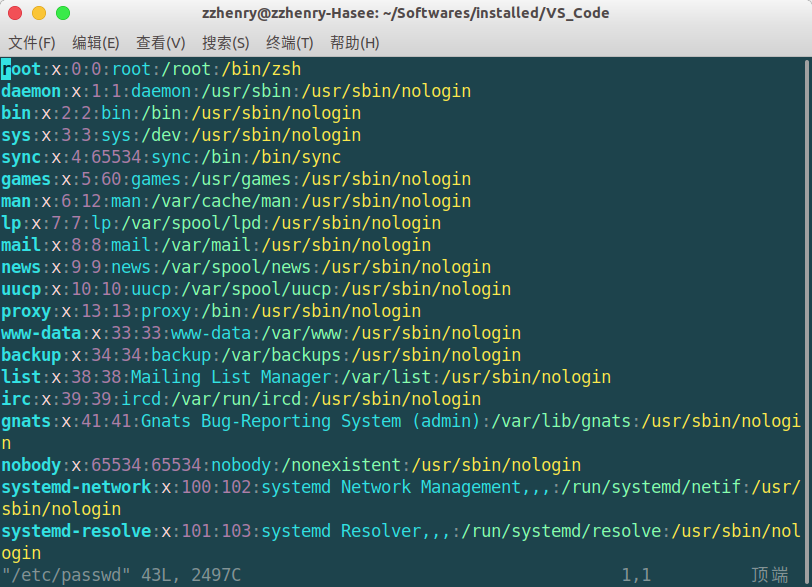 zzhenry@zzhenry-Hasee: ~/Softwares/installed/VS_Code
文件(F) 编辑(E) 查看(V) 搜索(S) 终端(T) 帮助(H)
root:x:0:0:root:/root:/bin/zsh
daemon:x:1:1:daemon:/usr/sbin:/usr/sbin/nologin
bin:x:2:2:bin:/bin:/usr/sbin/nologin
sys:x:3:3:sys:/dev:/usr/sbin/nologin
sync:x:4:65534:sync:/bin:/bin/sync
games:x:5:60:games:/usr/games:/usr/sbin/nologin
man:x:6:12:man:/var/cache/man:/usr/sbin/nologin
lp:x:7:7:lp:/var/spool/lpd:/usr/sbin/nologin
mail:x:8:8:mail:/var/mail:/usr/sbin/nologin
news:x:9:9:news:/var/spool/news:/usr/sbin/nologin
uucp:x:10:10:uucp:/var/spool/uucp:/usr/sbin/nologin
proxy:x:13:13:proxy:/bin:/usr/sbin/nologin
www-data:x:33:33:www-data:/var/www:/usr/sbin/nologin
backup:x:34:34:backup:/var/backups:/usr/sbin/nologin
list:x:38:38:Mailing List Manager:/var/list:/usr/sbin/nologin
irc:x:39:39:ircd:/var/run/ircd:/usr/sbin/nologin
gnats:x:41:41:Gnats Bug-Reporting System (admin):/var/lib/gnats:/usr/sbin/nologi
n
nobody:x:65534:65534:nobody:/nonexistent:/usr/sbin/nologin
systemd-network:x:100:102:systemd Network Management,,,:/run/systemd/netif:/usr/
sbin/nologin
systemd-resolve:x:101:103:systemd Resolver,,,:/run/systemd/resolve:/usr/sbin/nol
ogin
"/etc/passwd" 43L, 2497C 1,1 顶端